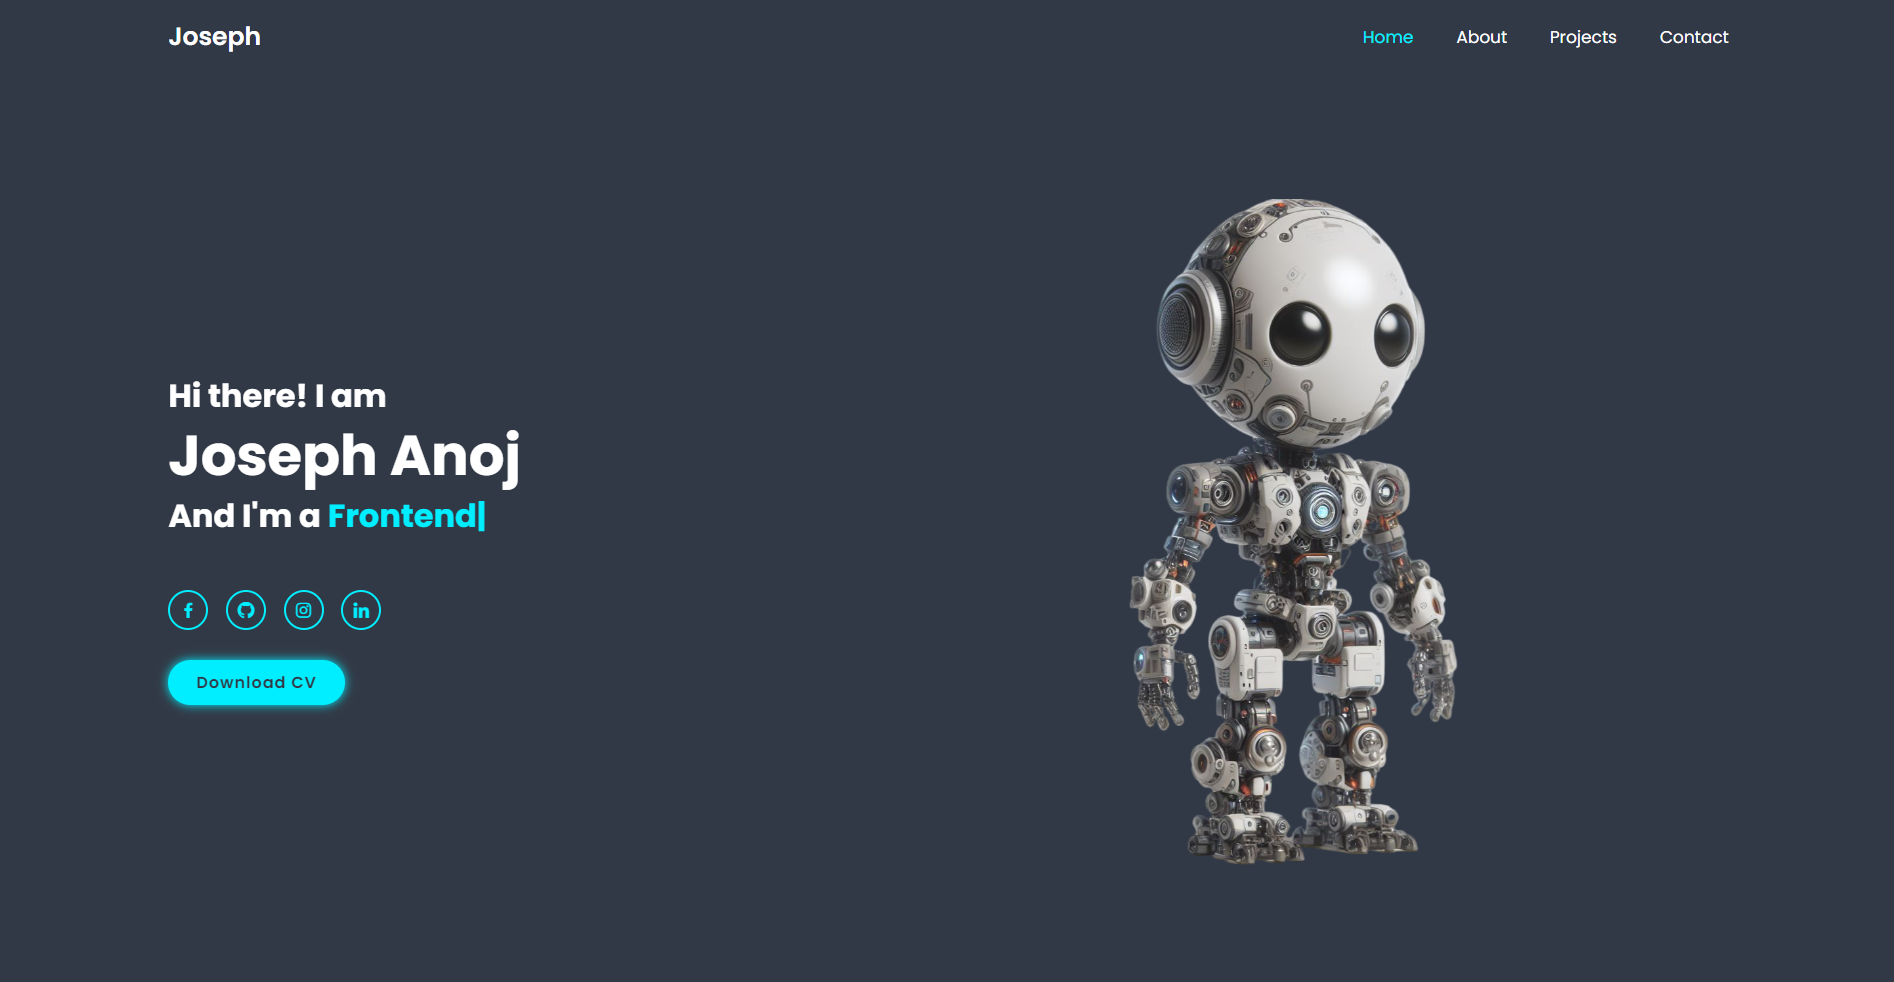 Joseph
Home About Projects Contact
Hi there! I am
Joseph Anoj
And I'm a Frontend|
Download CV